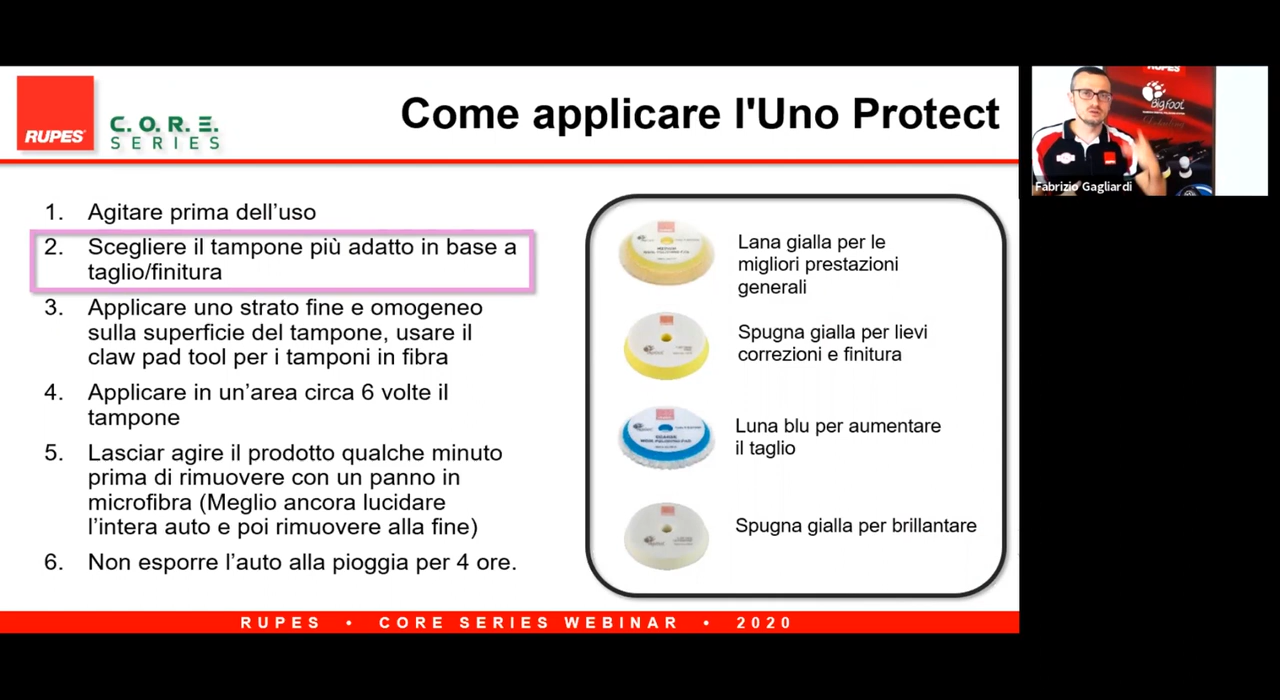 RUPES
C. O. R. E.
SERIES
Come applicare l'Uno Protect
1. Agitare prima dell'uso
2. Scegliere il tampone più adatto in base a
taglio/finitura
3. Applicare uno strato fine e omogeneo
sulla superficie del tampone, usare il
claw pad tool per i tamponi in fibra
4. Applicare in un'area circa 6 volte il
tampone
5. Lasciar agire il prodotto qualche minuto
prima di rimuovere con un panno in
microfibra (Meglio ancora lucidare
l'intera auto e poi rimuovere alla fine)
6. Non esporre l'auto alla pioggia per 4 ore.
Lana gialla per le
migliori prestazioni
generali
Spugna gialla per lievi
correzioni e finitura
Luna blu per aumentare
il taglio
Spugna gialla per brillantare
RUPES • CORE SERIES WEBINAR • 2020
RUPES
Bigfoot
Fabrizio Gagliardi